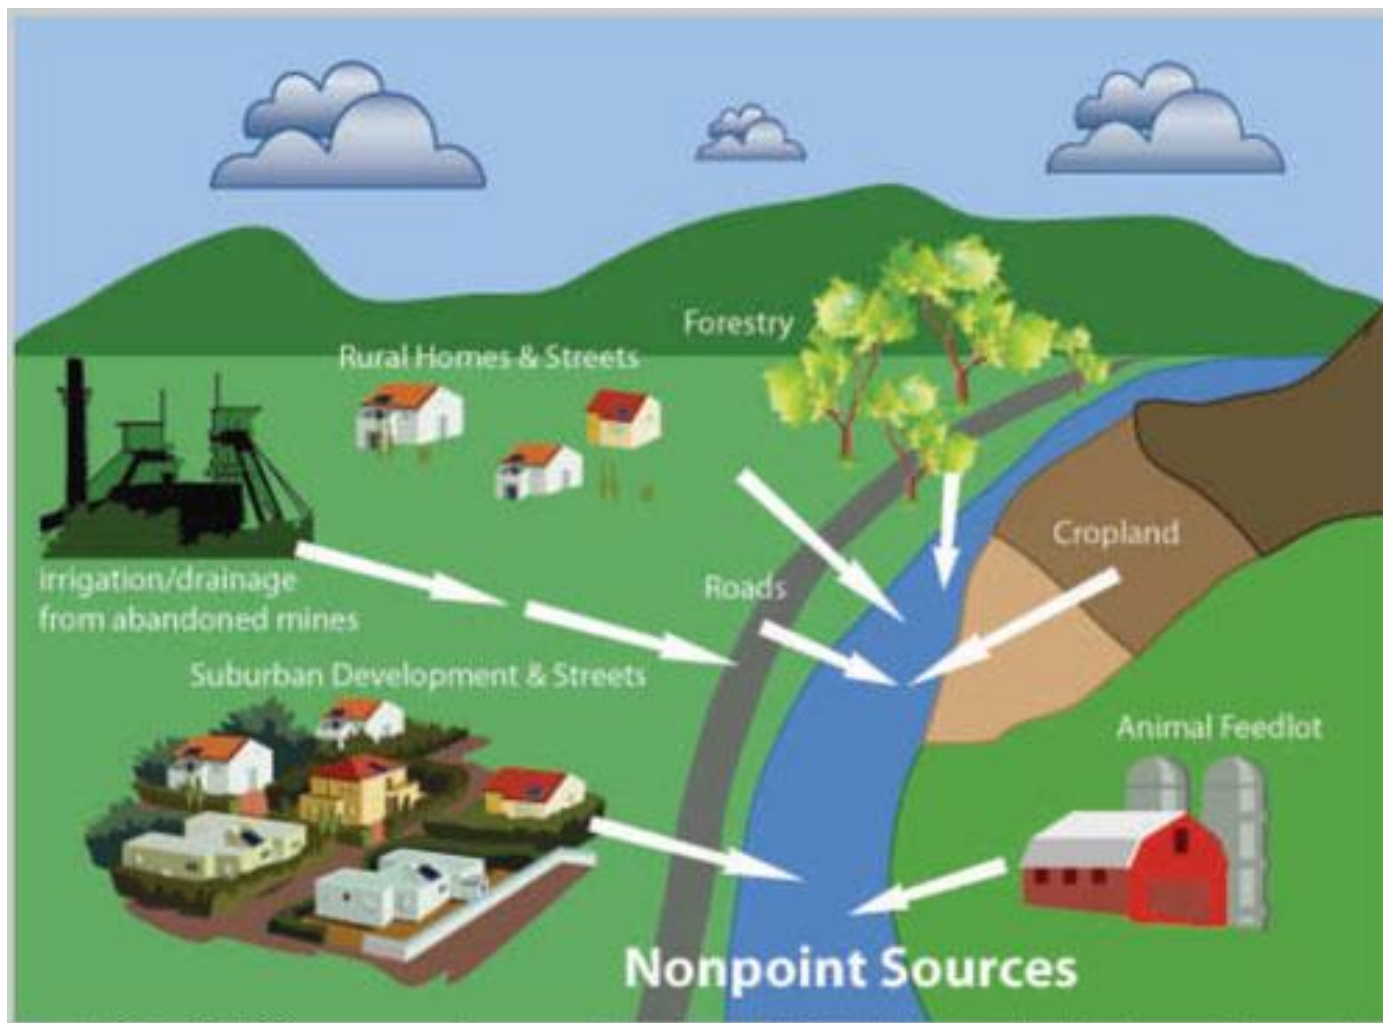 Forestry
Rural Homes & Streets
Cropland
irrigation/drainage
from abandoned mines
Roads
Suburban Development & Streets
Animal Feedlot
Nonpoint Sources